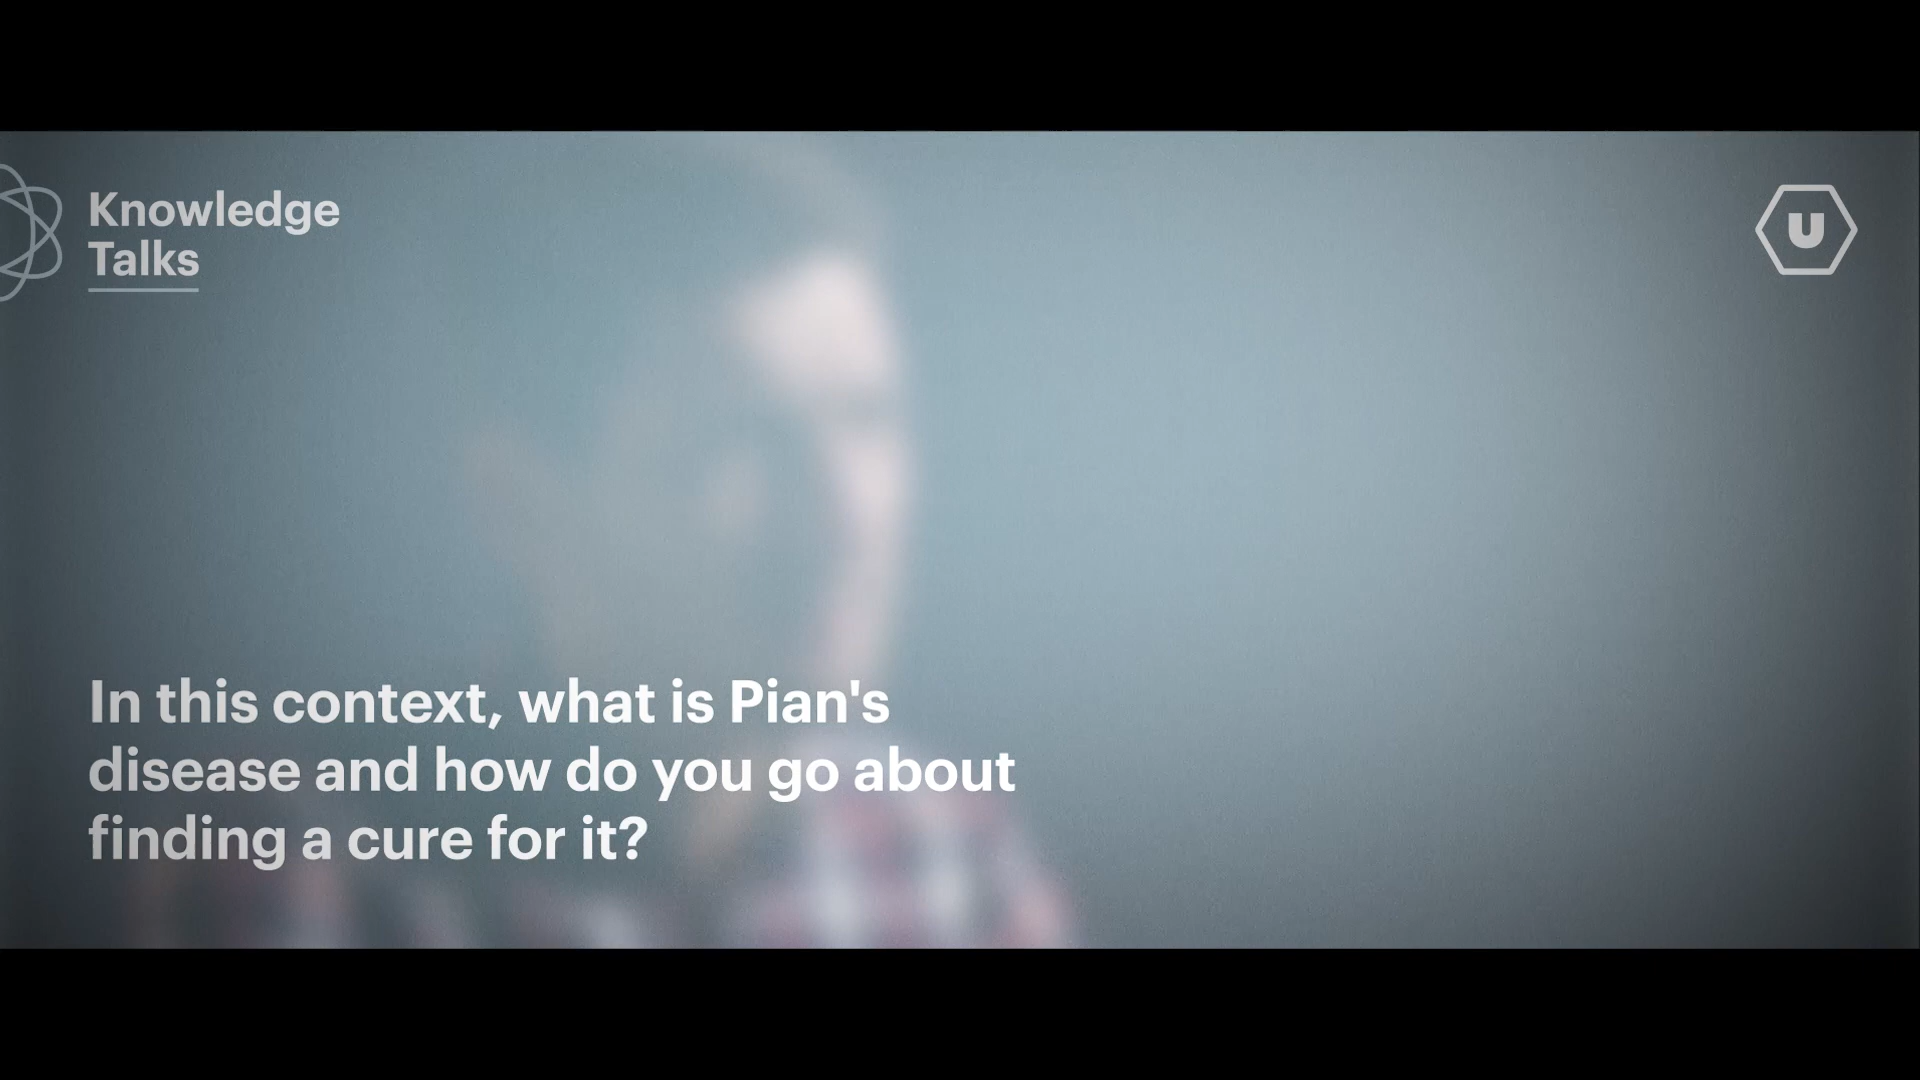 Knowledge
Talks
U
In this context, what is Pian's
disease and how do you go about
finding a cure for it?